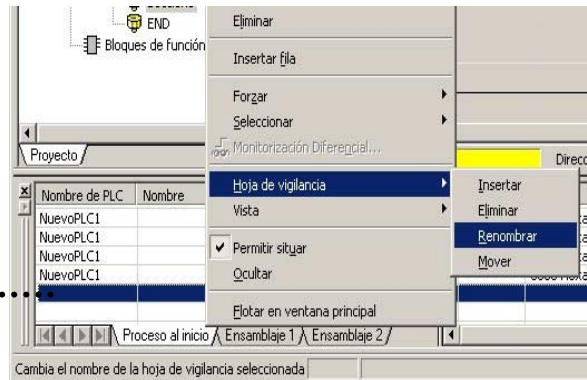 END
Bloques de función
Proyecto
Eliminar
Insertar fila
Forzar
Seleccionar
Monitorización Diferencial...
Hoja de vigilancia
Vista
Permitir situar
Ocultar
Flotar en ventana principal
Insertar
Eliminar
Renombrar
Mover
Direcc
Nombre de PLC Nombre
NuevoPLC1
NuevoPLC1
NuevoPLC1
NuevoPLC1
Proceso al inicio Ensamblaje 1 Ensamblaje 2
Cambia el nombre de la hoja de vigilancia seleccionada